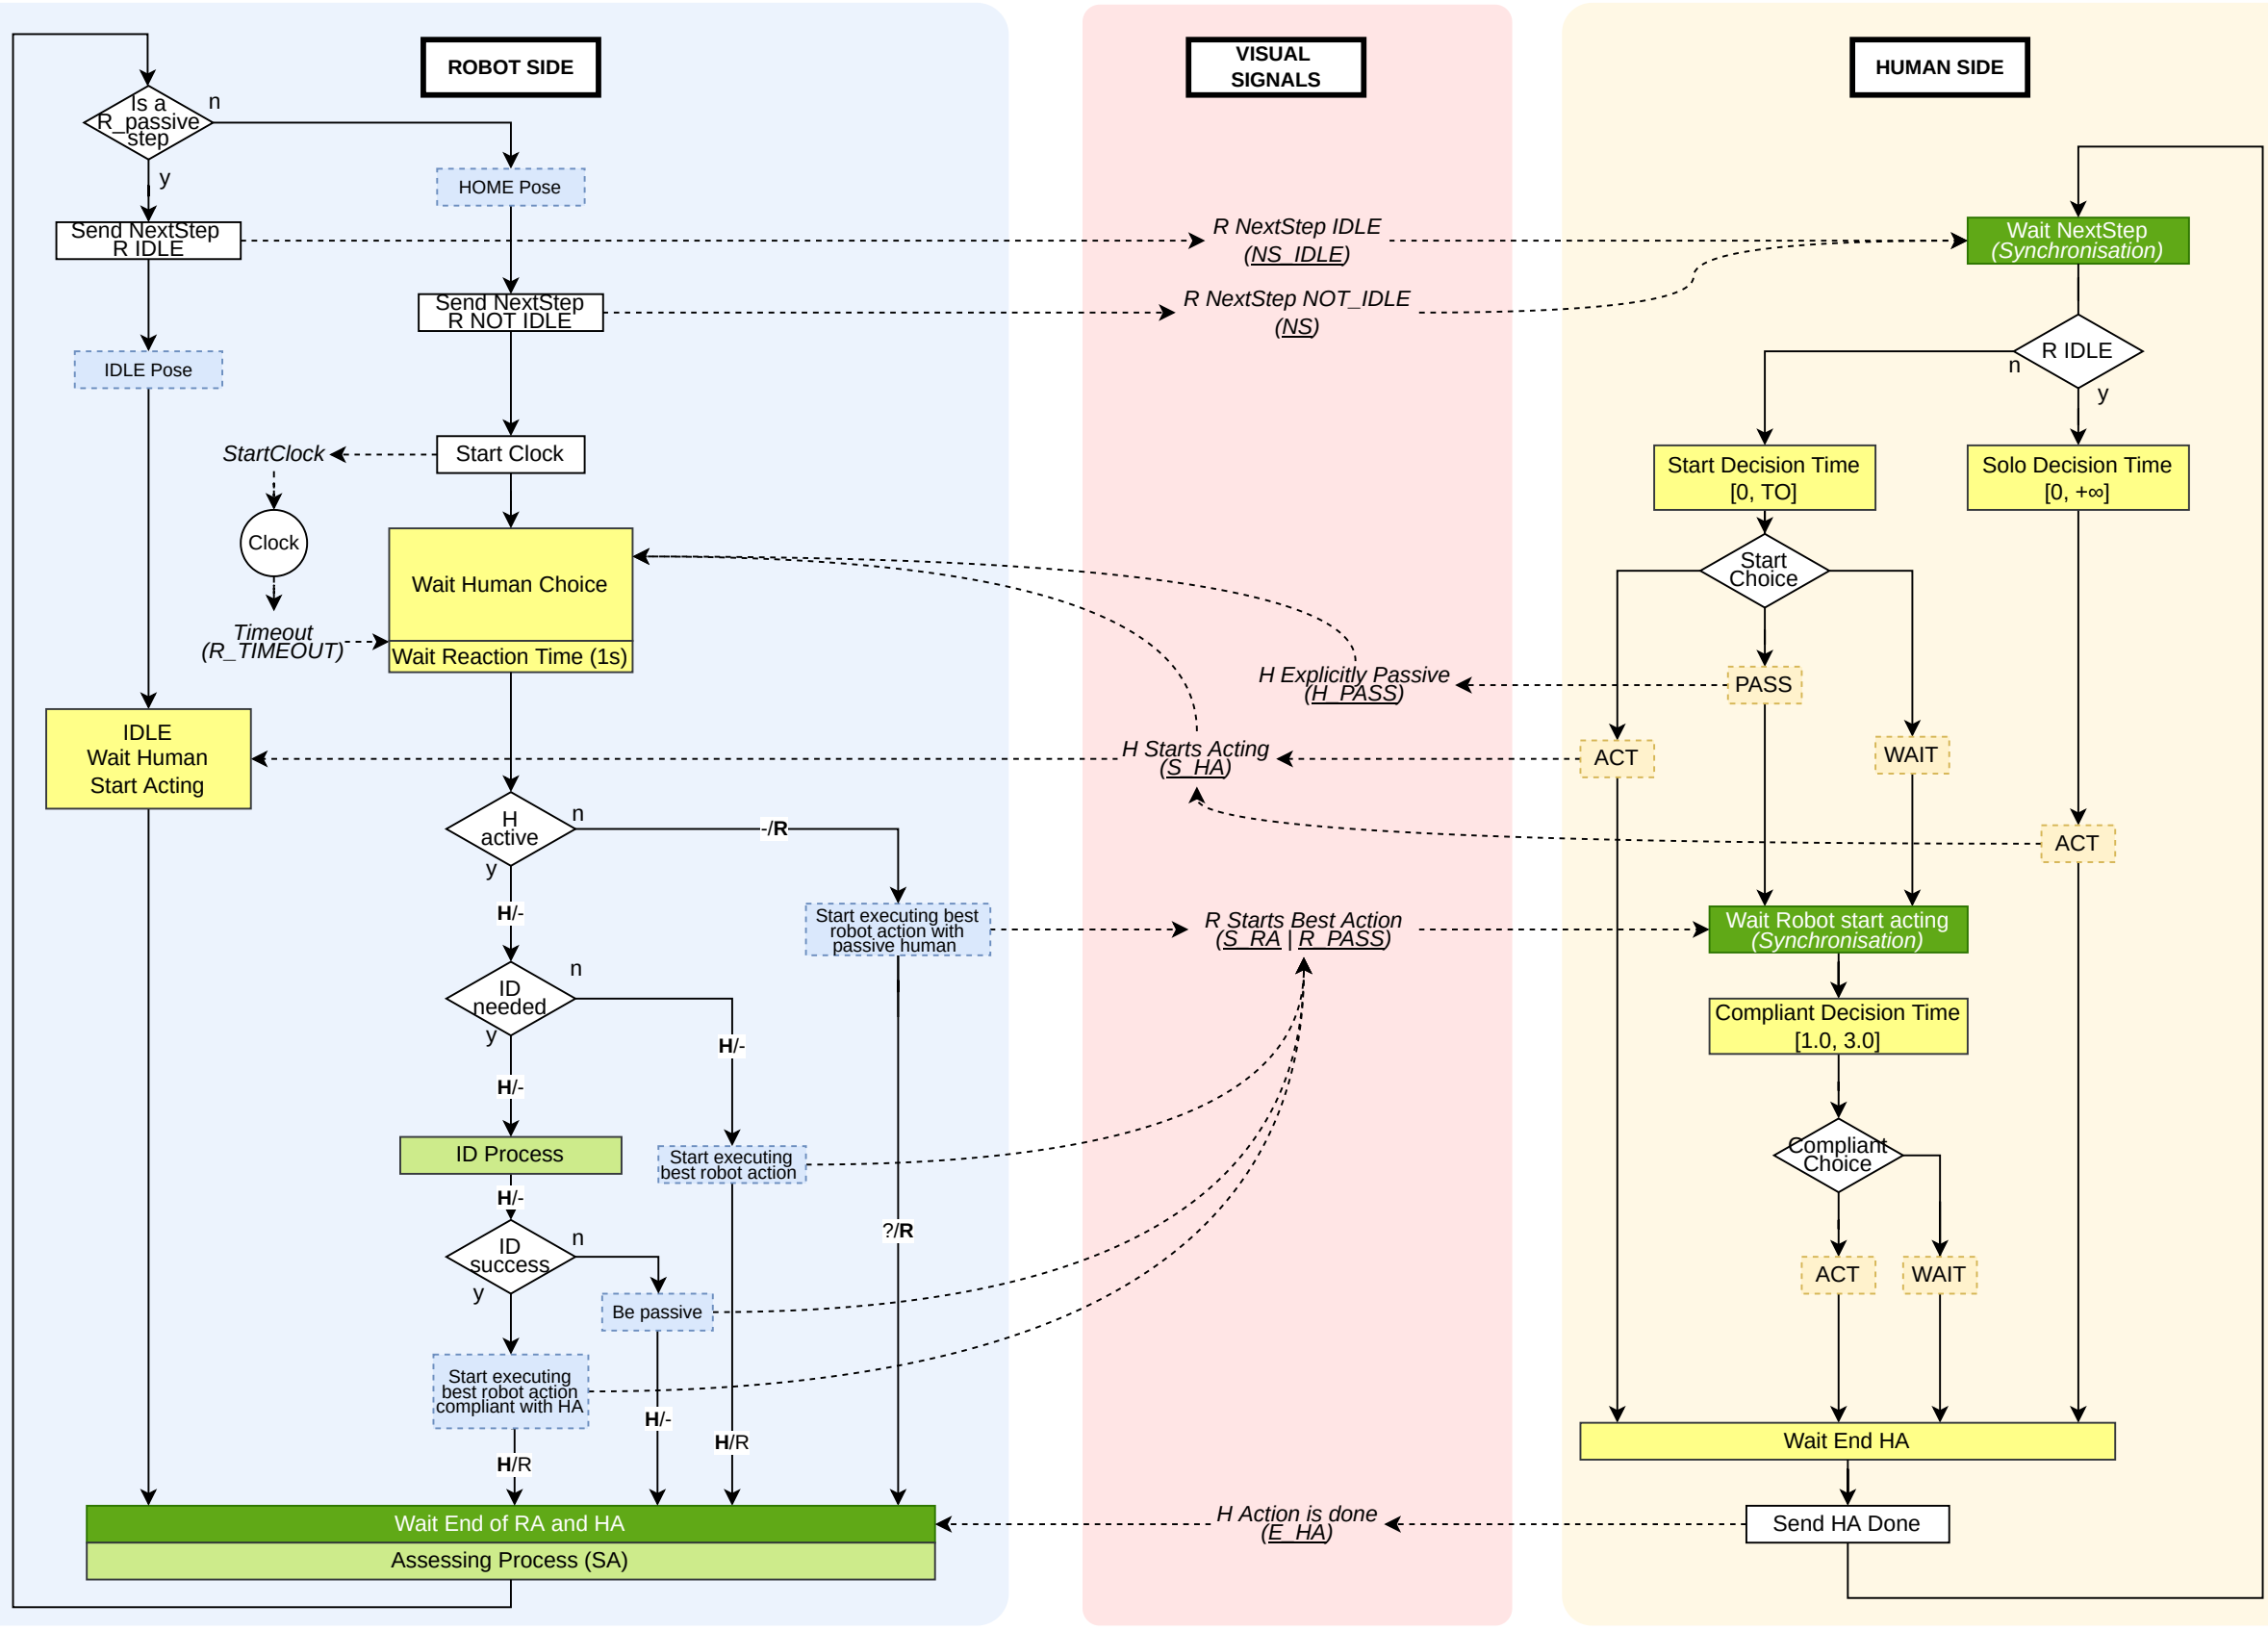 ROBOT SIDE
Is a
R_passive
step
n
y
HOME Pose
Send NextStep
R IDLE
Send NextStep
R NOT IDLE
IDLE Pose
StartClock
Start Clock
Clock
Timeout
(R_TIMEOUT)
Wait Human Choice
Wait Reaction Time (1s)
IDLE
Wait Human
Start Acting
H
active
n
y
-/R
H/-
Start executing best
robot action with
passive human
ID
needed
n
y
H/-
H/-
ID Process
H/-
Start executing
best robot action
ID
success
n
y
?/R
Be passive
Start executing
best robot action
compliant with HA
H/-
H/R
H/R
Wait End of RA and HA
Assessing Process (SA)
VISUAL
SIGNALS
R NextStep IDLE
(NS_IDLE)
R NextStep NOT_IDLE
(NS)
H Explicitly Passive
(H_PASS)
H Starts Acting
(S_HA)
R Starts Best Action
(S_RA | R_PASS)
H Action is done
(E_HA)
HUMAN SIDE
Wait NextStep
(Synchronisation)
R IDLE
n
y
Start Decision Time
[0, TO]
Solo Decision Time
[0, +∞]
Start
Choice
PASS
ACT
WAIT
ACT
Wait Robot start acting
(Synchronisation)
Compliant Decision Time
[1.0, 3.0]
Compliant
Choice
ACT
WAIT
Wait End HA
Send HA Done